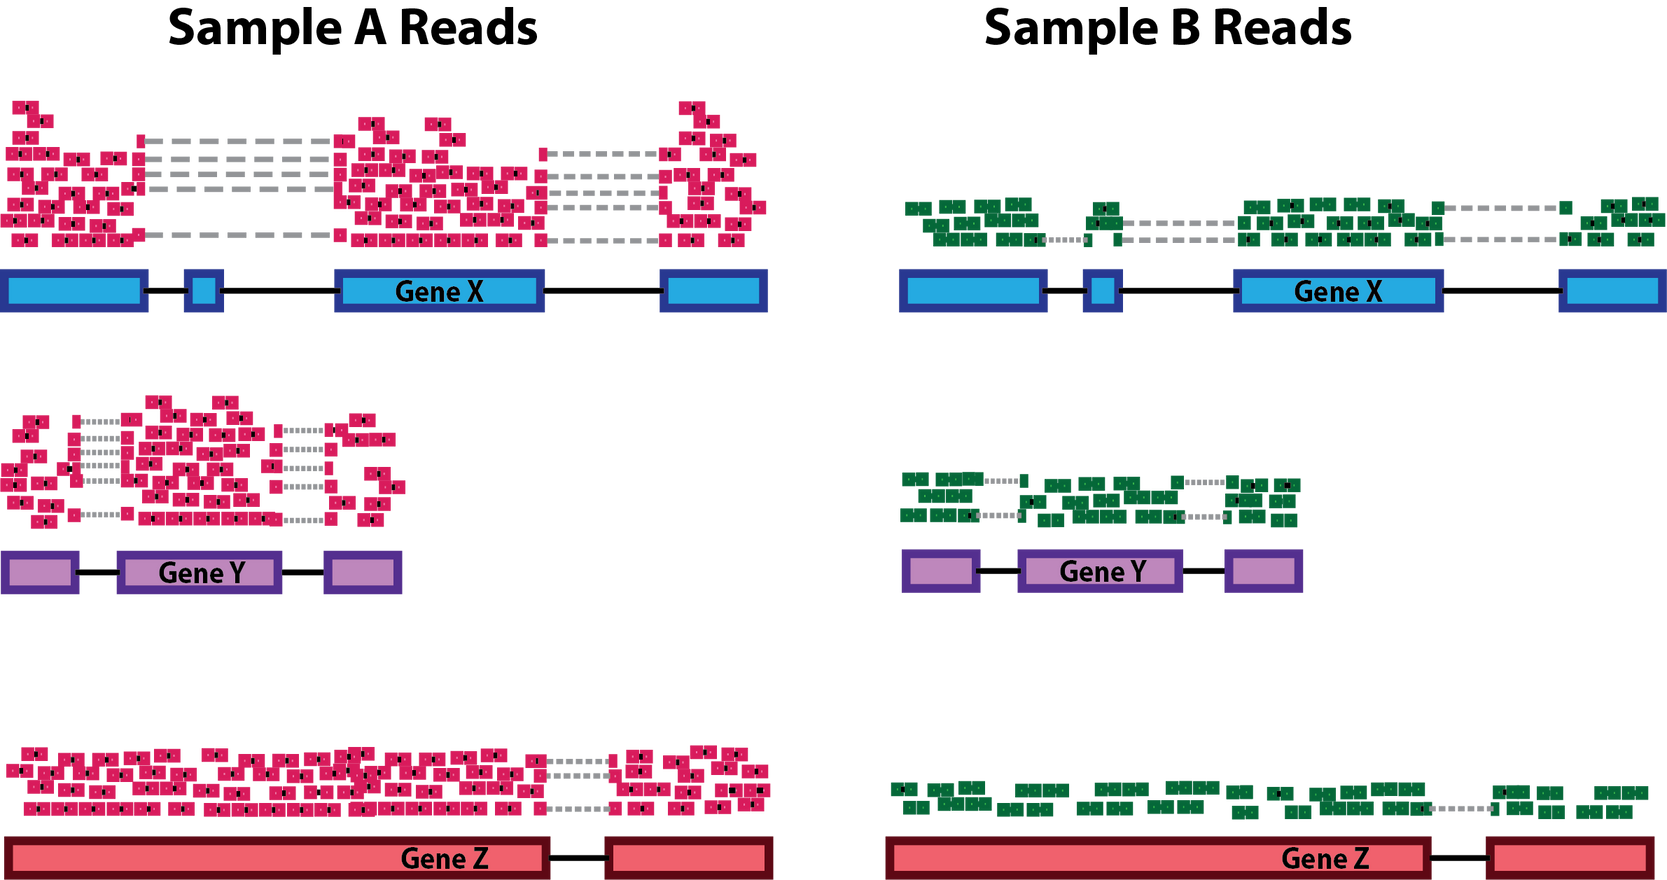 Sample A Reads
Sample B Reads
Gene X
Gene X
Gene Y
Gene Y
Gene Z
Gene Z